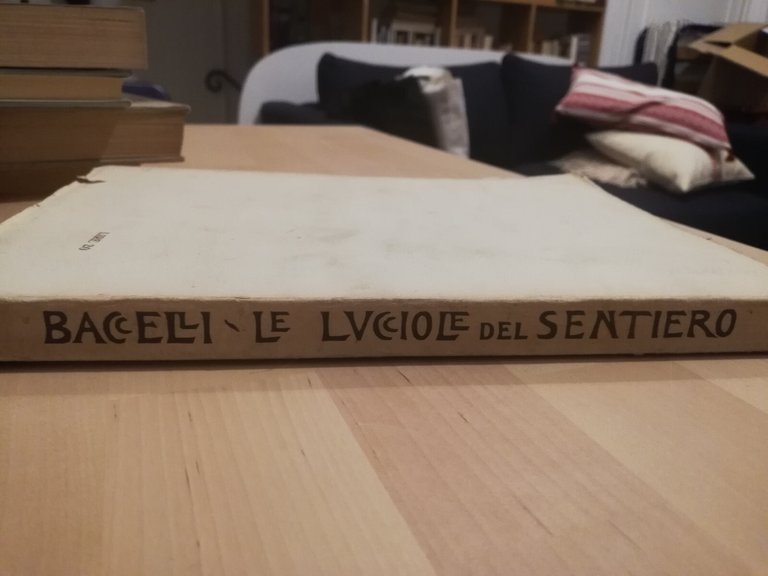 BACCELLI - LE LVCCIOLE DEL SENTIERO